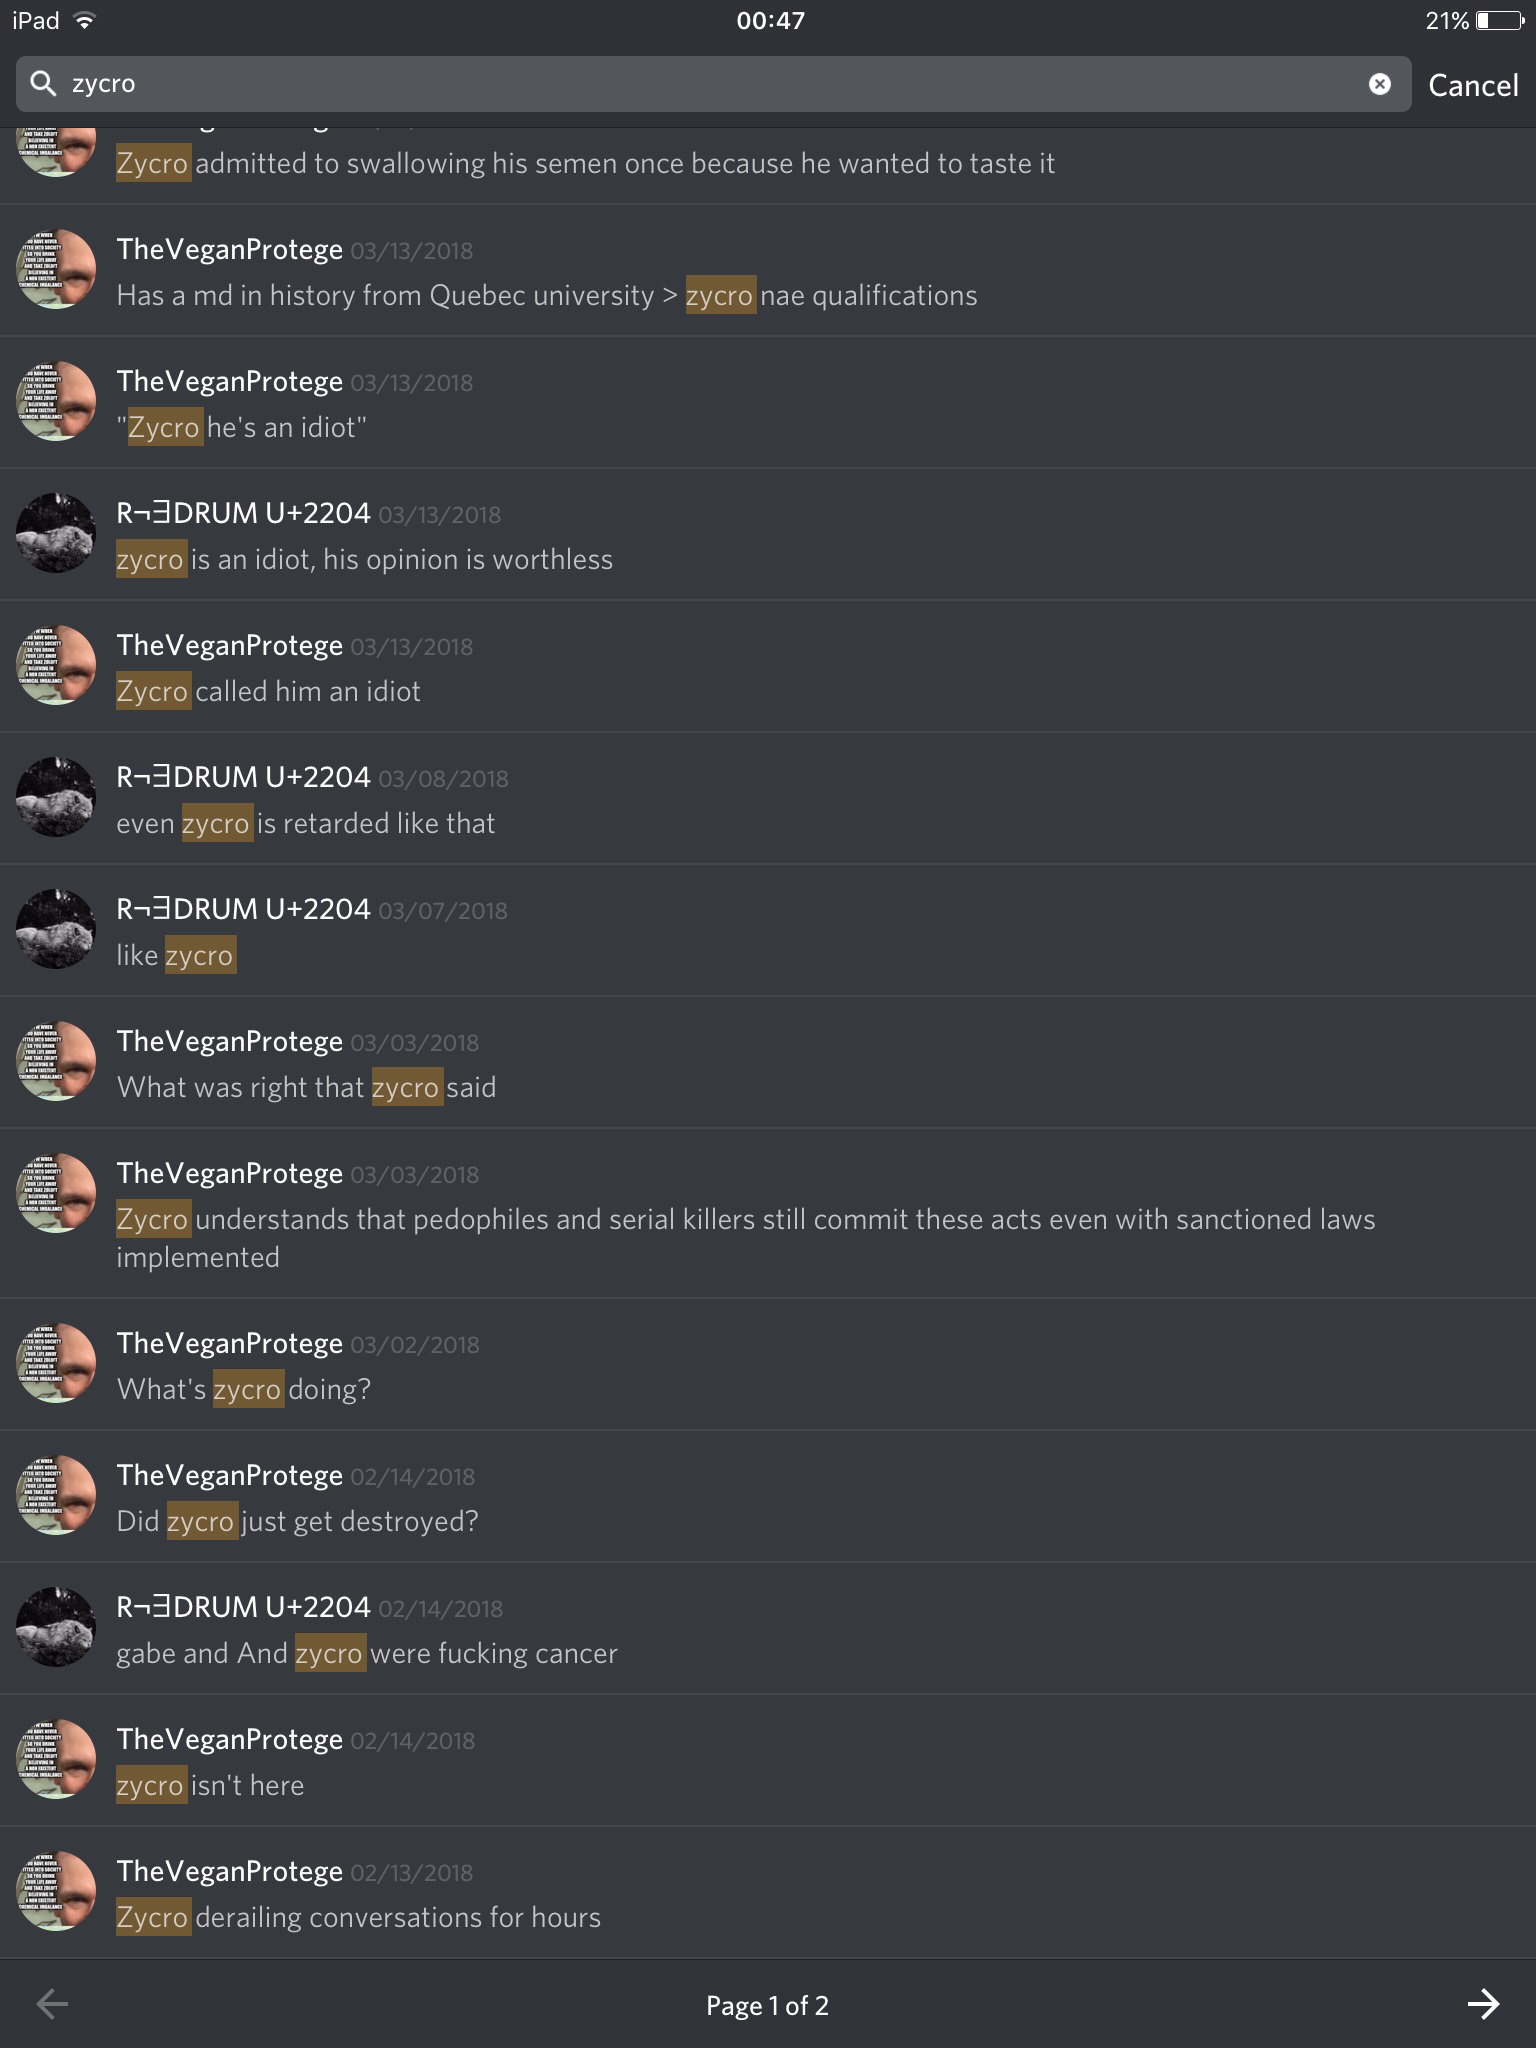 iPad 00:47 21%
zycro Cancel
Zycro admitted to swallowing his semen once because he wanted to taste it
TheVeganProtege 03/13/2018
Has a md in history from Quebec university > zycro nae qualifications
TheVeganProtege 03/13/2018
"Zycro he's an idiot"
R¬∃DRUM U+2204 03/13/2018
zycro is an idiot, his opinion is worthless
TheVeganProtege 03/13/2018
Zycro called him an idiot
R¬∃DRUM U+2204 03/08/2018
even zycro is retarded like that
R¬∃DRUM U+2204 03/07/2018
like zycro
TheVeganProtege 03/03/2018
What was right that zycro said
TheVeganProtege 03/03/2018
Zycro understands that pedophiles and serial killers still commit these acts even with sanctioned laws
implemented
TheVeganProtege 03/02/2018
What's zycro doing?
TheVeganProtege 02/14/2018
Did zycro just get destroyed?
R¬∃DRUM U+2204 02/14/2018
gabe and And zycro were fucking cancer
TheVeganProtege 02/14/2018
zycro isn't here
TheVeganProtege 02/13/2018
Zycro derailing conversations for hours
Page 1 of 2